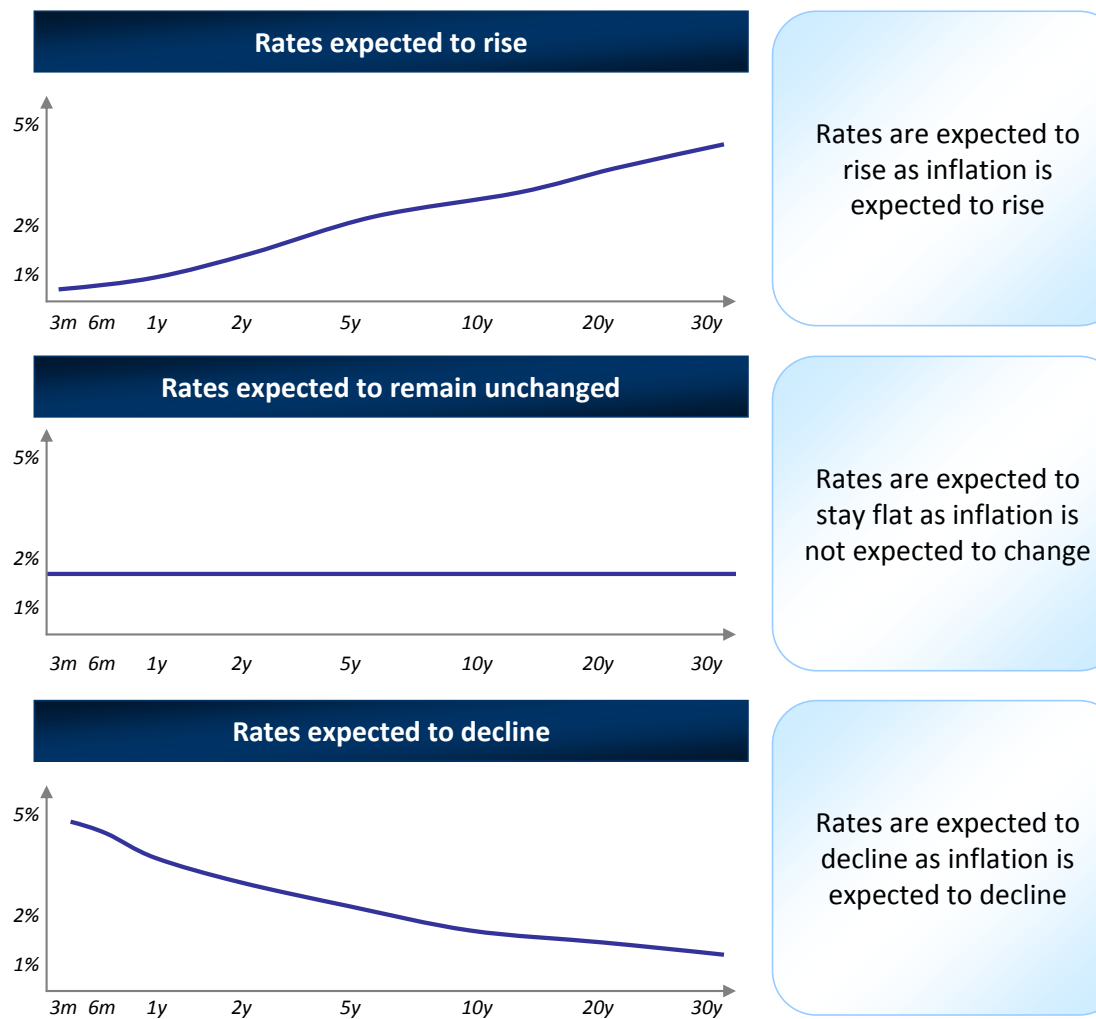 Rates expected to rise
5%
2%
1%
3m 6m 1y 2y 5y 10y 20y 30y
Rates are expected to
rise as inflation is
expected to rise
Rates expected to remain unchanged
5%
2%
1%
3m 6m 1y 2y 5y 10y 20y 30y
Rates are expected to
stay flat as inflation is
not expected to change
Rates expected to decline
5%
2%
1%
3m 6m 1y 2y 5y 10y 20y 30y
Rates are expected to
decline as inflation is
expected to decline